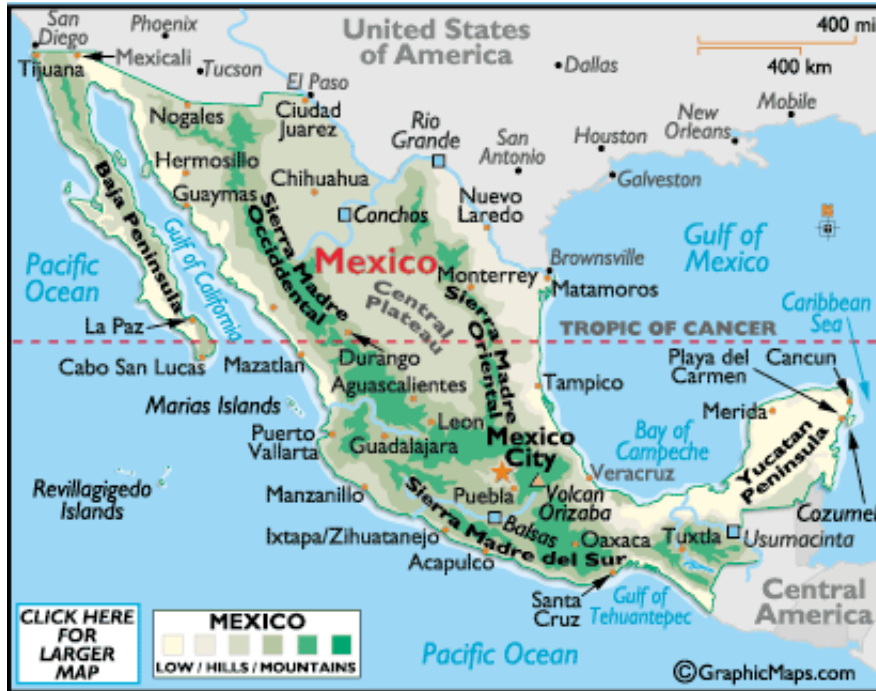 San
Diego
Phoenix
United States
of America
400 mi
400 km
Tijuana
Mexicali
Tucson
El Paso
Dallas
Nogales
Ciudad
Juarez
Rio
Grande
San
Antonio
Houston
New
Orleans
Mobile
Galveston
Hermosillo
Guaymas
Chihuahua
Conchos
Nuevo
Laredo
Baja Peninsula
Gulf of California
Sierra Madre
Occiddental
Mexico
Central
Plateau
Monterrey
Sierra Madre
Oriental
Brownsville
Matamoros
Gulf of
Mexico
Pacific
Ocean
Caribbean
Sea
La Paz
TROPIC OF CANCER
Cabo San Lucas
Mazatlan
Durango
Playa del
Carmen
Cancun
Aguascalientes
Tampico
Marias Islands
Merida
Leon
Mexico
City
Bay of
Campeche
Puerto
Vallarta
Guadalajara
Yucatan
Peninsula
Veracruz
Revillagigedo
Islands
Manzanillo
Puebla
Volcan
Orizaba
Cozumel
Sierra Madre del Sur
Balsas
Ixtapa/Zihuatanejo
Oaxaca
Tuxtla
Usumacinta
Acapulco
Santa
Cruz
Gulf of
Tehuantepec
Central
America
CLICK HERE
FOR
LARGER
MAP
MEXICO
LOW / HILLS / MOUNTAINS
Pacific Ocean
©GraphicMaps.com